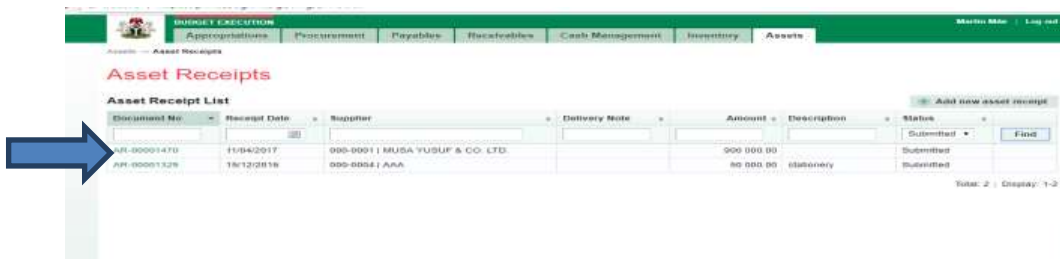 BUDGET EXECUTION
Martin Mde | Log out
Appropriations Procurement Payables Receivables Cash Management Inventory Assets
Assets — Asset Receipts
Asset Receipts
Asset Receipt List
Add new asset receipt
Document No Receipt Date Supplier Delivery Note Amount Description Status
Submitted Find
AR-00001470 11/04/2017 000-0001 | MUSA YUSUF & CO. LTD. 900 000.00 Submitted
AR-00001329 15/12/2016 000-0004 | AAA 50 000.00 stationery Submitted
Total: 2 | Display: 1-2